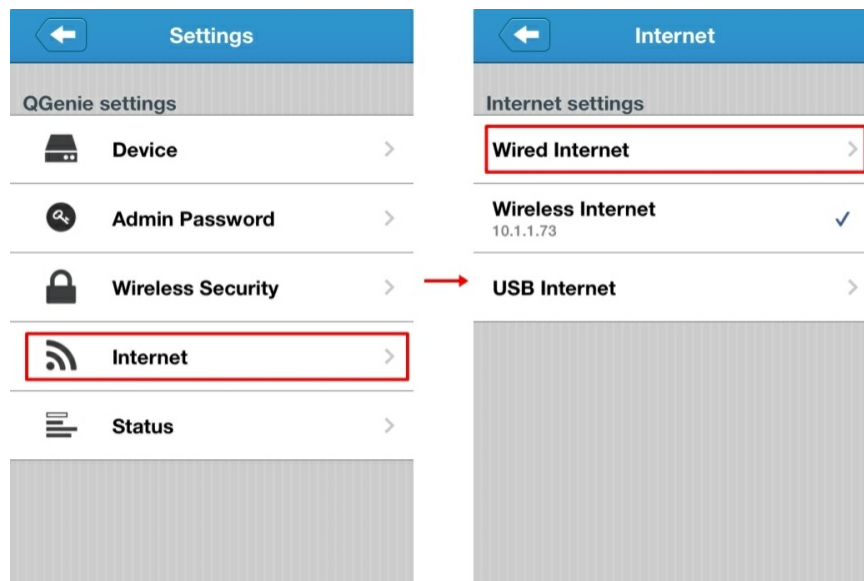 Settings
QGenie settings
Device
Admin Password
Wireless Security
Internet
Status
Internet
Internet settings
Wired Internet
Wireless Internet
10.1.1.73
USB Internet